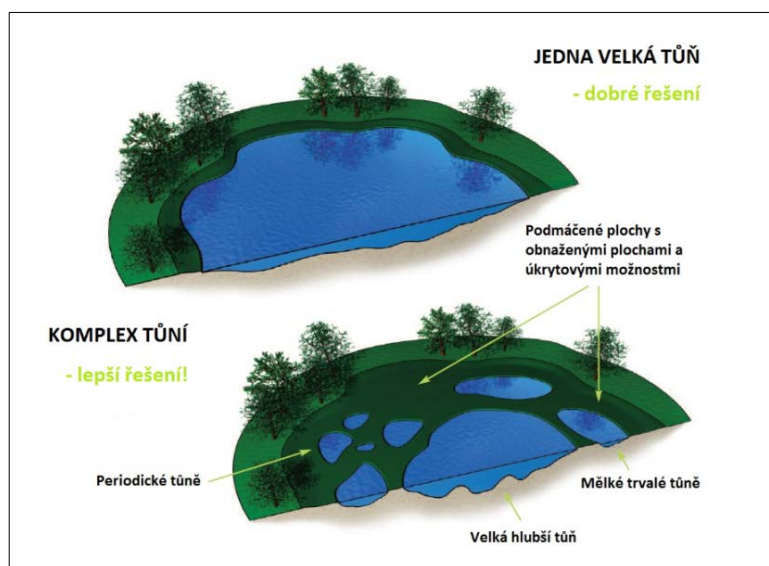 JEDNA VELKÁ TŮŇ
- dobré řešení
Podmáčené plochy s
obnaženými plochami a
úkrytovými možnostmi
KOMPLEX TŮNÍ
- lepší řešení!
Periodické tůně
Mělké trvalé tůně
Velká hlubší tůň